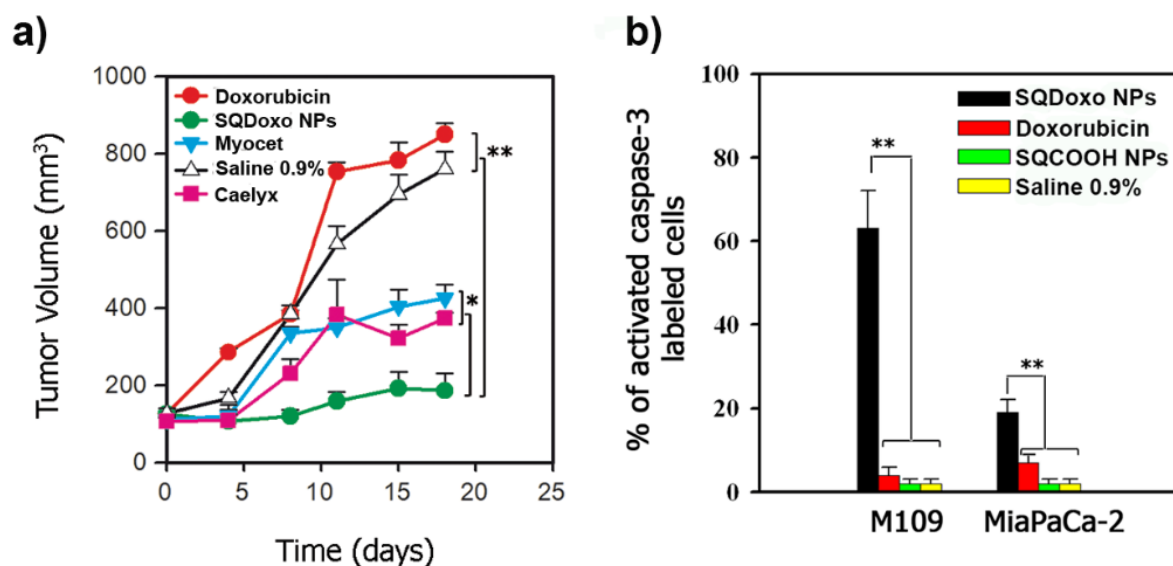 a)
Tumor Volume (mm³)
1000
800
600
400
200
0
Doxorubicin
SQDoxo NPs
Myocet
Saline 0.9%
Caelyx
**
*
0 5 10 15 20 25
Time (days)
b)
% of activated caspase-3
labeled cells
100
80
60
40
20
0
SQDoxo NPs
Doxorubicin
SQCOOH NPs
Saline 0.9%
**
**
M109 MiaPaCa-2